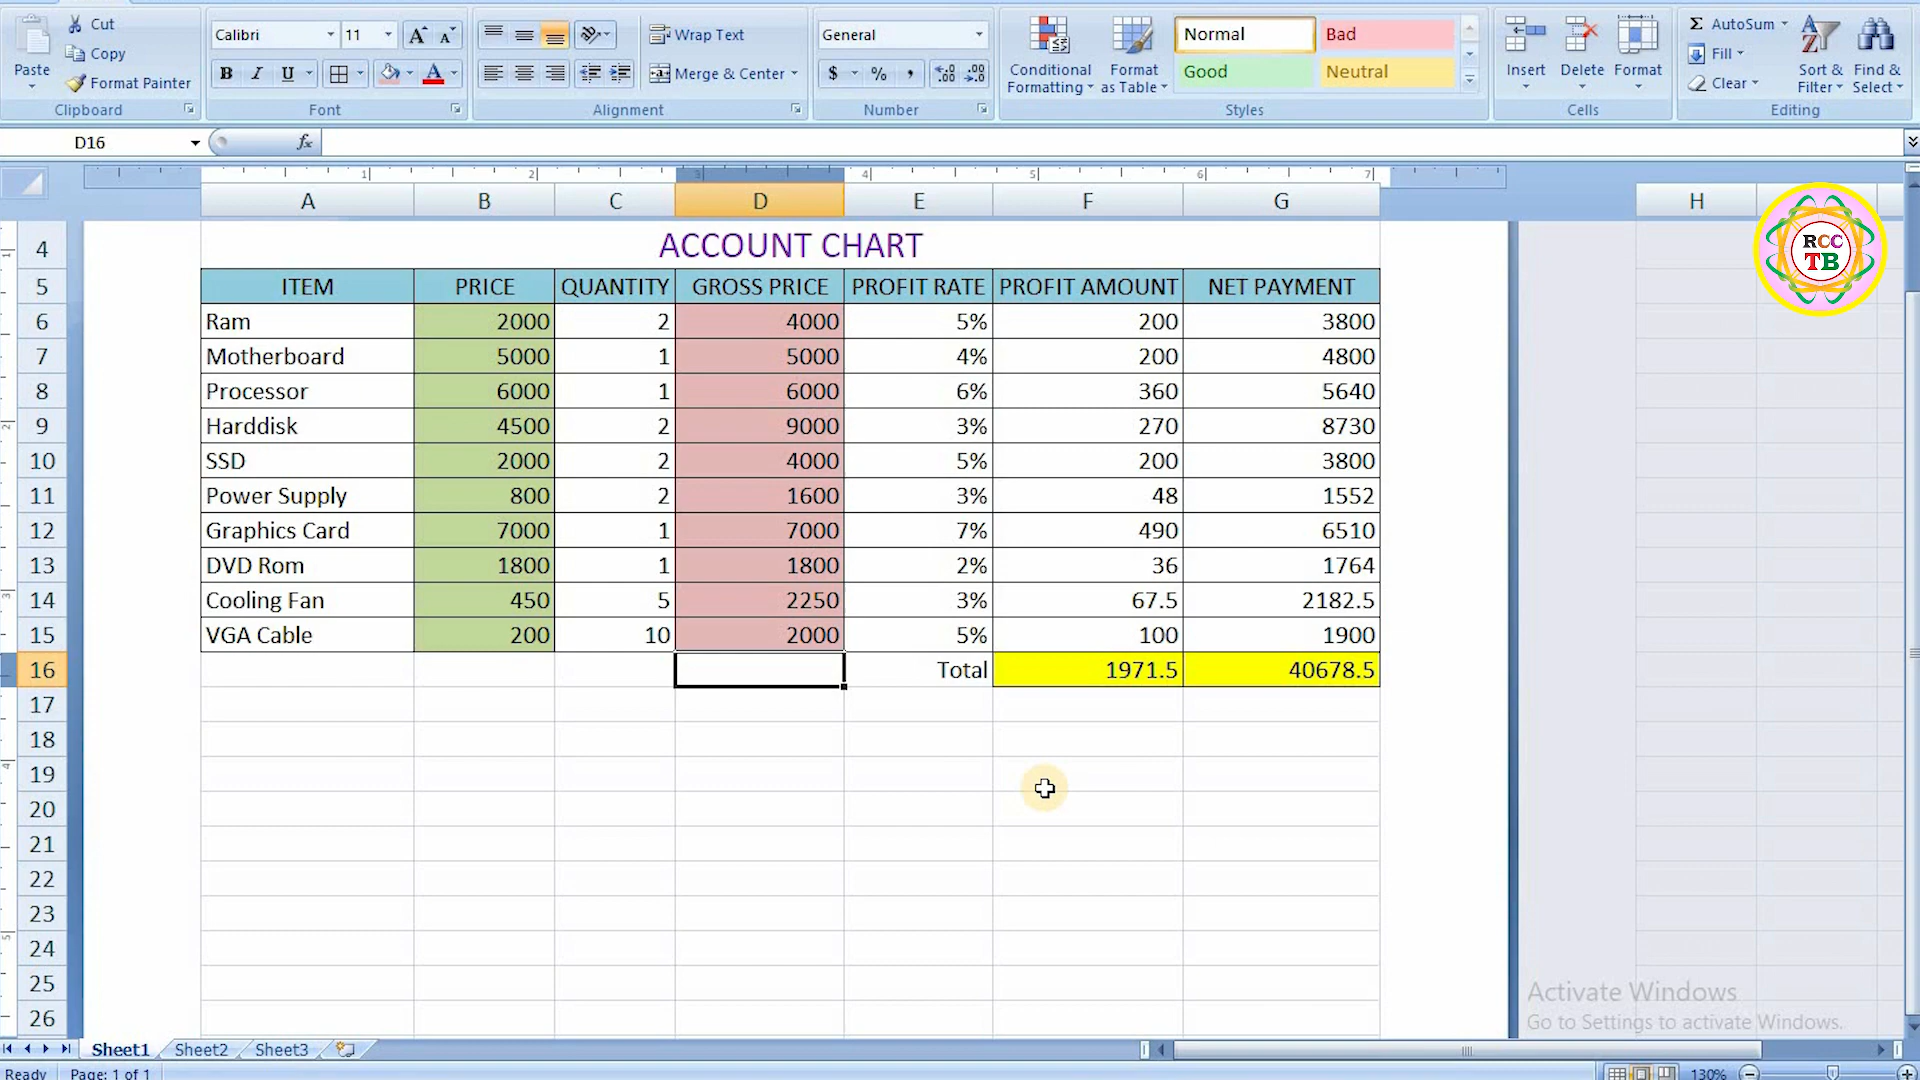 Cut
Calibri 11 Wrap Text General Normal Bad AutoSum
Copy
Paste Format Painter B I U Merge & Center $ % , Conditional Formatting Format as Table Good Neutral Insert Delete Format Fill Clear Sort & Filter Find & Select
Clipboard Font Alignment Number Styles Cells Editing
D16 fx
1 2 3 4 5 6 7
A B C D E F G H
RCC
TB
4 ACCOUNT CHART
5 ITEM PRICE QUANTITY GROSS PRICE PROFIT RATE PROFIT AMOUNT NET PAYMENT
6 Ram 2000 2 4000 5% 200 3800
7 Motherboard 5000 1 5000 4% 200 4800
8 Processor 6000 1 6000 6% 360 5640
9 Harddisk 4500 2 9000 3% 270 8730
10 SSD 2000 2 4000 5% 200 3800
11 Power Supply 800 2 1600 3% 48 1552
12 Graphics Card 7000 1 7000 7% 490 6510
13 DVD Rom 1800 1 1800 2% 36 1764
14 Cooling Fan 450 5 2250 3% 67.5 2182.5
15 VGA Cable 200 10 2000 5% 100 1900
16 Total 1971.5 40678.5
17
18
19
20
21
22
23
24
25
26
Activate Windows
Go to Settings to activate Windows.
Sheet1 Sheet2 Sheet3
Ready Page: 1 of 1 130%